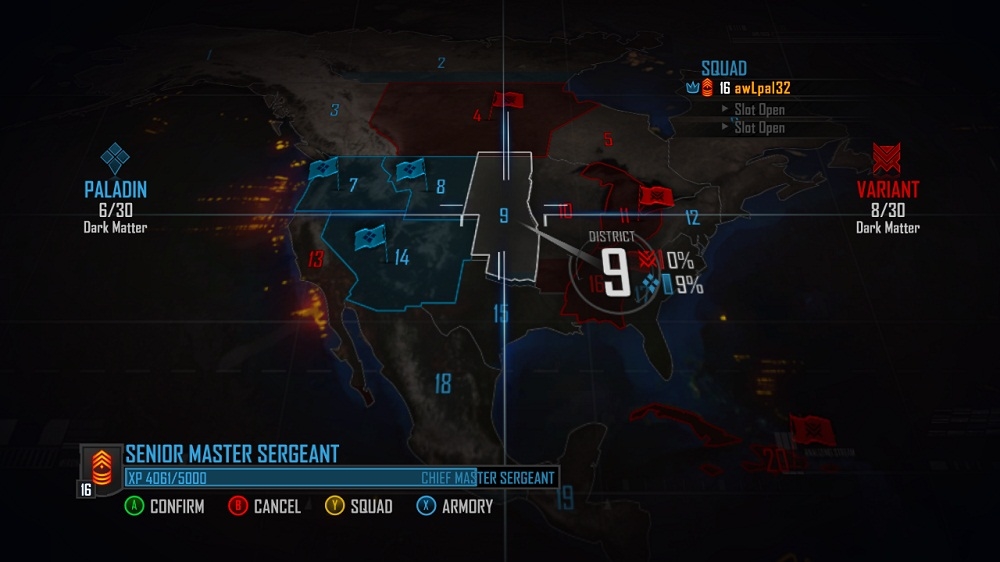 1
2
SQUAD
16 awLpal32
Slot Open
Slot Open
3
4
5
PALADIN
6/30
Dark Matter
VARIANT
8/30
Dark Matter
7
8
9
10
11
12
DISTRICT
9
0%
9%
13
14
16
15
18
20
19
SENIOR MASTER SERGEANT
XP 4061/5000
CHIEF MASTER SERGEANT
16
A CONFIRM
B CANCEL
Y SQUAD
X ARMORY